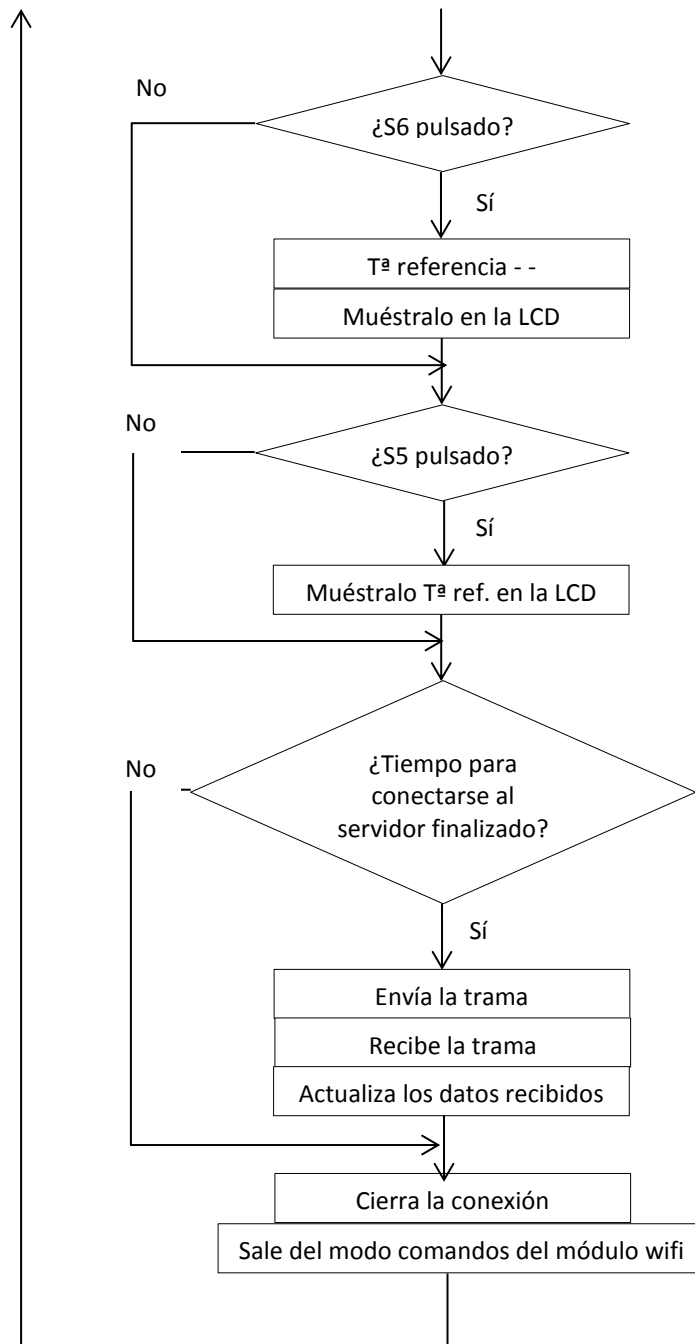 No
¿S6 pulsado?
Sí
Tª referencia - -
Muéstralo en la LCD
No
¿S5 pulsado?
Sí
Muéstralo Tª ref. en la LCD
No
¿Tiempo para
conectarse al
servidor finalizado?
Sí
Envía la trama
Recibe la trama
Actualiza los datos recibidos
Cierra la conexión
Sale del modo comandos del módulo wifi